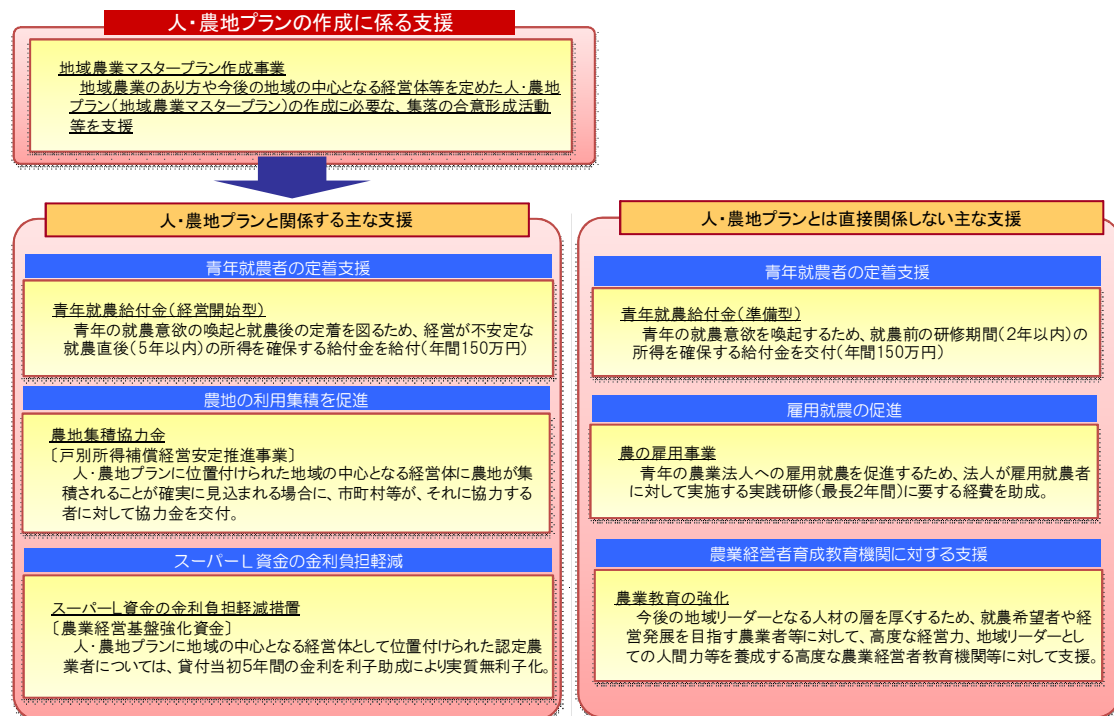 人・農地プランの作成に係る支援
地域農業マスタープラン作成事業
地域農業のあり方や今後の地域の中心となる経営体等を定めた人・農地
プラン(地域農業マスタープラン)の作成に必要な、集落の合意形成活動
等を支援
人・農地プランと関係する主な支援
青年就農者の定着支援
青年就農給付金(経営開始型)
青年の就農意欲の喚起と就農後の定着を図るため、経営が不安定な
就農直後(5年以内)の所得を確保する給付金を給付(年間150万円)
農地の利用集積を促進
農地集積協力金
〔戸別所得補償経営安定推進事業〕
人・農地プランに位置付けられた地域の中心となる経営体に農地が集
積されることが確実に見込まれる場合に、市町村等が、それに協力する
者に対して協力金を交付。
スーパーL資金の金利負担軽減
スーパーL資金の金利負担軽減措置
〔農業経営基盤強化資金〕
人・農地プランに地域の中心となる経営体として位置付けられた認定農
業者については、貸付当初5年間の金利を利子助成により実質無利子化。
人・農地プランとは直接関係しない主な支援
青年就農者の定着支援
青年就農給付金(準備型)
青年の就農意欲を喚起するため、就農前の研修期間(2年以内)の
所得を確保する給付金を交付(年間150万円)
雇用就農の促進
農の雇用事業
青年の農業法人への雇用就農を促進するため、法人が雇用就農者
に対して実施する実践研修(最長2年間)に要する経費を助成。
農業経営者育成教育機関に対する支援
農業教育の強化
今後の地域リーダーとなる人材の層を厚くするため、就農希望者や経
営発展を目指す農業者等に対して、高度な経営力、地域リーダーとし
ての人間力等を養成する高度な農業経営者教育機関等に対して支援。